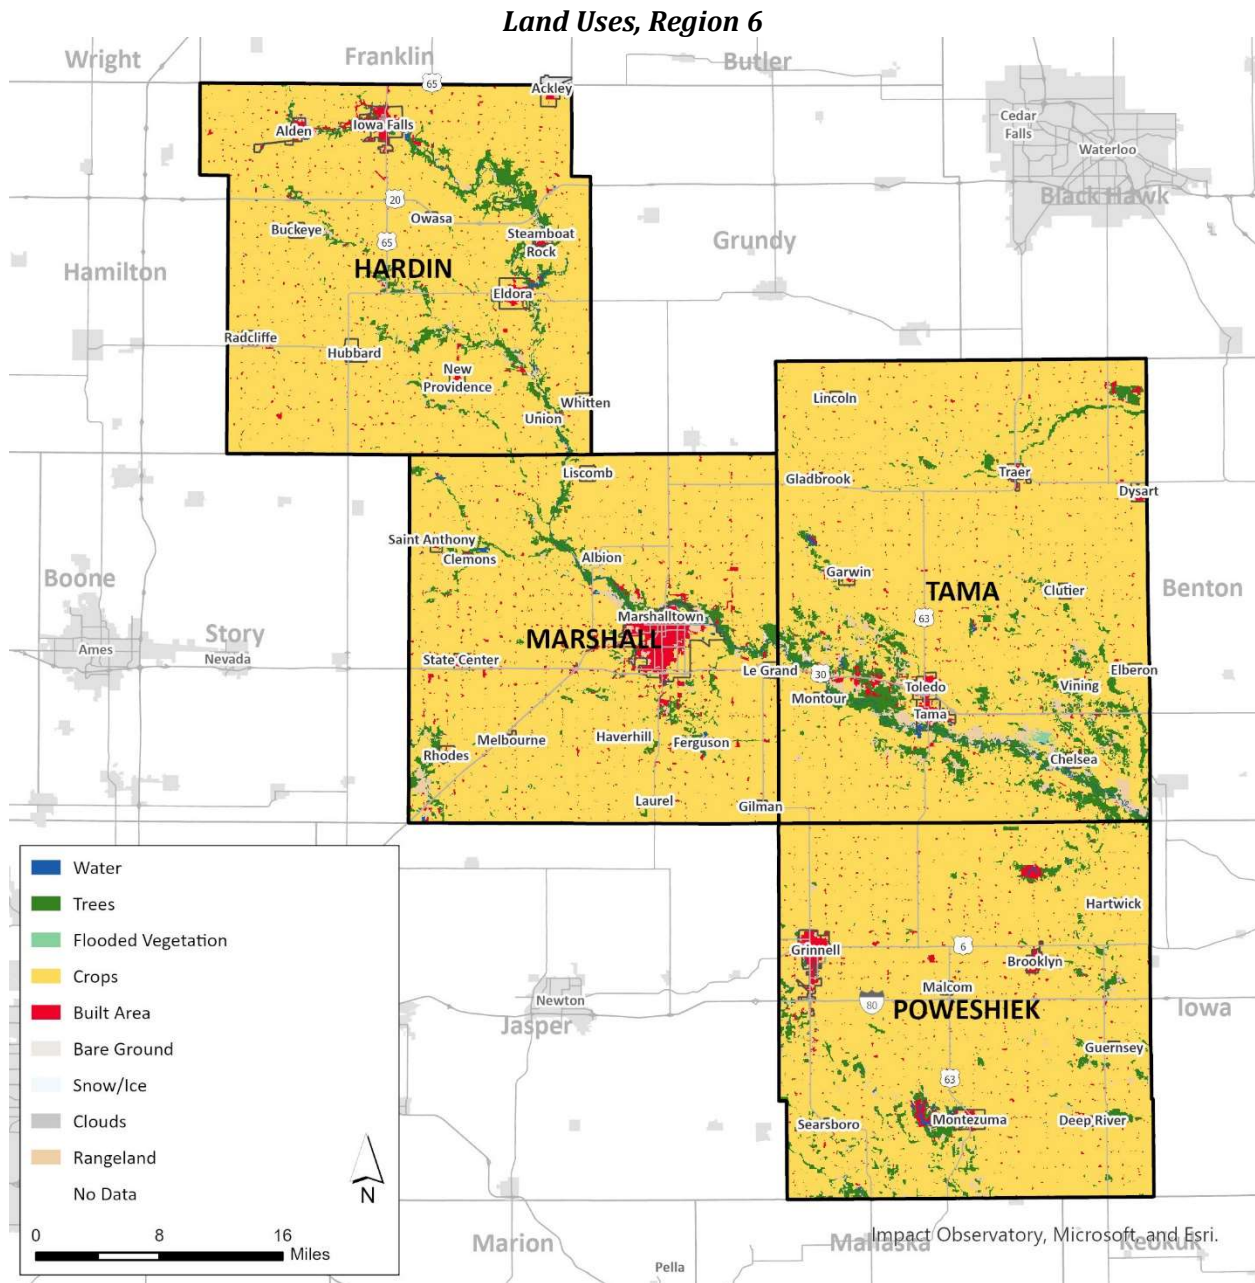 Land Uses, Region 6
Wright
Franklin
Butler
65
Ackley
Alden
Iowa Falls
Cedar
Falls
Waterloo
Black Hawk
20
Owasa
Buckeye
65
Steamboat
Rock
Grundy
Hamilton
HARDIN
Eldora
Radcliffe
Hubbard
New
Providence
Whitten
Union
Lincoln
Liscomb
Gladbrook
Traer
Dysart
Saint Anthony
Clemons
Albion
Boone
Garwin
TAMA
Clutier
Benton
Marshalltown
63
Ames
Story
Nevada
MARSHALL
State Center
Le Grand
30
Montour
Toledo
Tama
Vining
Elberon
Rhodes
Melbourne
Haverhill
Ferguson
Chelsea
Laurel
Gilman
Water
Trees
Flooded Vegetation
Crops
Built Area
Bare Ground
Snow/Ice
Clouds
Rangeland
No Data
N
0 8 16
Miles
Hartwick
Grinnell
6
Brooklyn
Newton
Jasper
Malcom
80
POWESHIEK
Iowa
Guernsey
63
Searsboro
Montezuma
Deep River
Marion
Mahaska
Keokuk
Impact Observatory, Microsoft, and Esri.
Pella